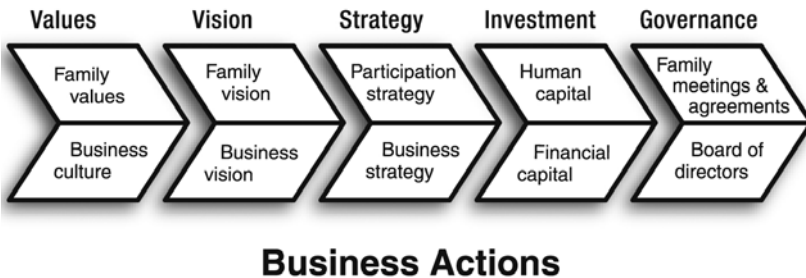 Values Vision Strategy Investment Governance
Family
values
Family
vision
Participation
strategy
Human
capital
Family
meetings &
agreements
Business
culture
Business
vision
Business
strategy
Financial
capital
Board of
directors
Business Actions